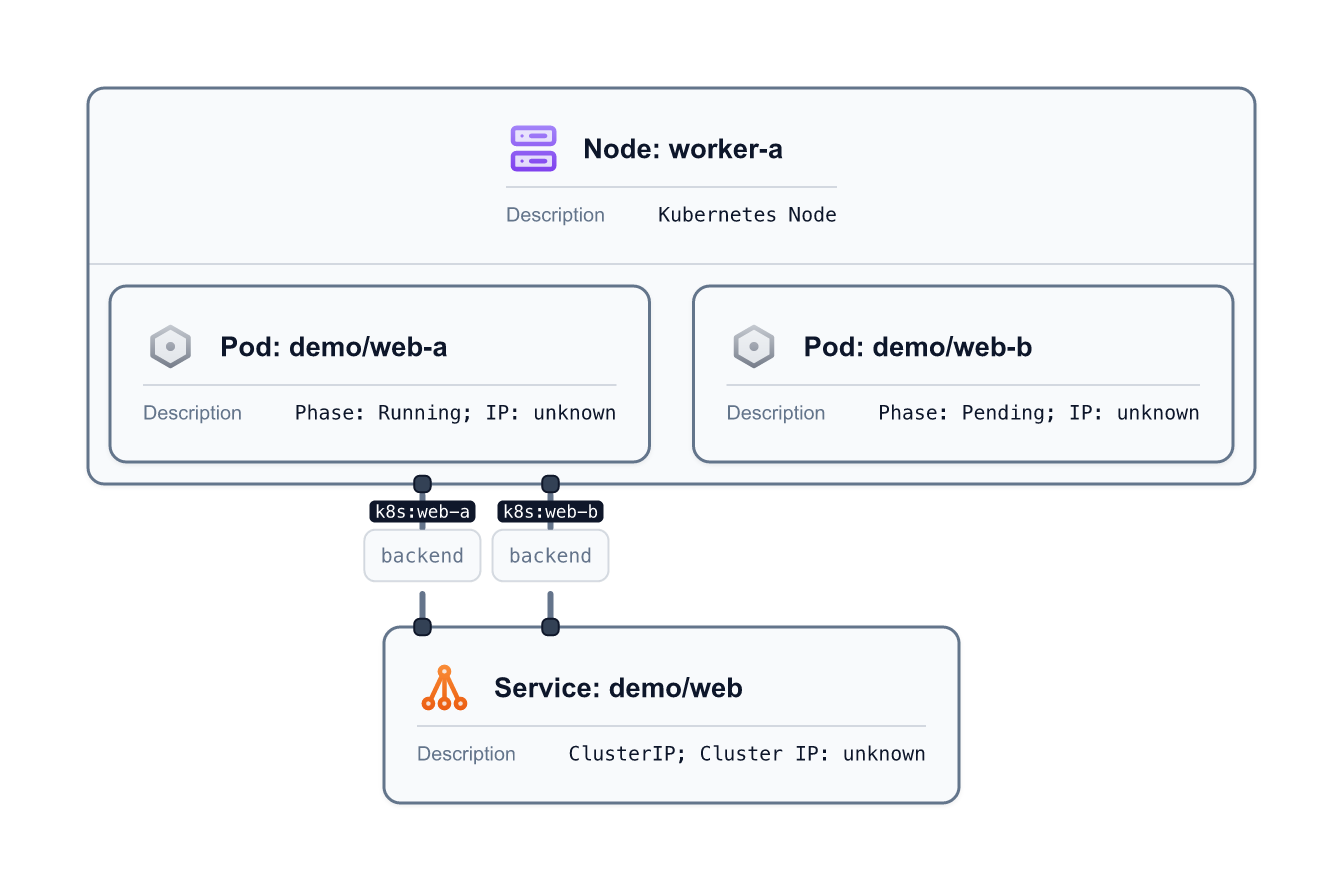 Node: worker-a
Description Kubernetes Node
Pod: demo/web-a
Description Phase: Running; IP: unknown
Pod: demo/web-b
Description Phase: Pending; IP: unknown
k8s:web-a k8s:web-b
backend backend
Service: demo/web
Description ClusterIP; Cluster IP: unknown